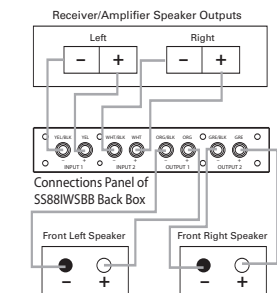 Receiver/Amplifier Speaker Outputs
Left Right
– + – +
YEL/BLK YEL WHT/BLK WHT ORG/BLK ORG GRE/BLK GRE
– + – + – + – +
INPUT 1 INPUT 2 OUTPUT 1 OUTPUT 2
Connections Panel of
SS88IWSBB Back Box
Front Left Speaker Front Right Speaker
– + – +